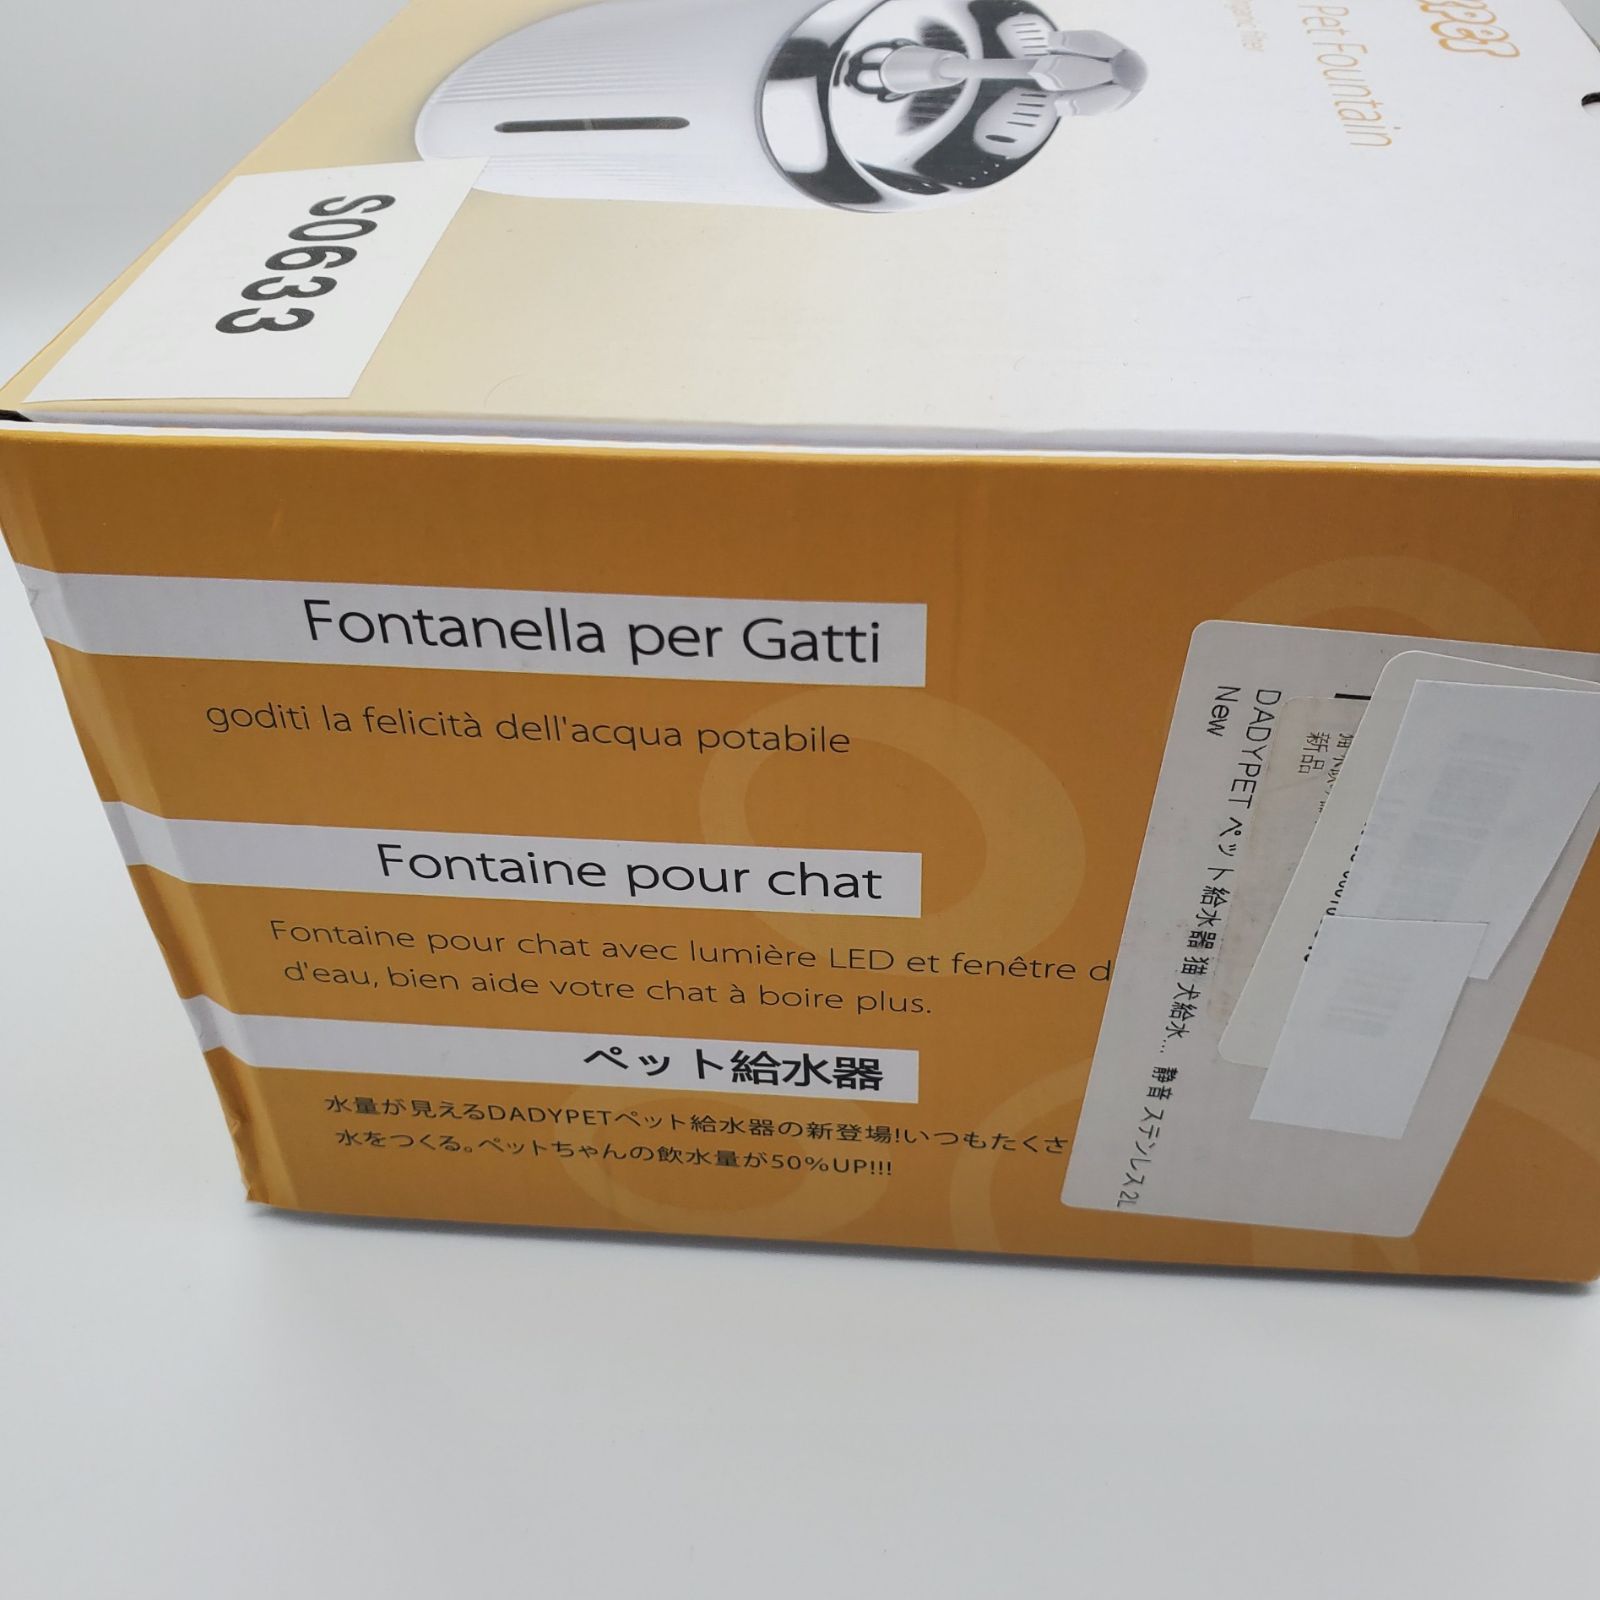 Pet Fountain
S0633
Fontanella per Gatti
goditi la felicità dell'acqua potabile
Fontaine pour chat
Fontaine pour chat avec lumière LED et fenêtre d
d'eau, bien aide votre chat à boire plus.
ペット給水器
水量が見えるDADYPETペット給水器の新登場!いつもたくさ
水をつくる。ペットちゃんの飲水量が50%UP!!!
DADYPET ペット給水器 猫 犬給水... 静音 ステンレス 2L
New
新品